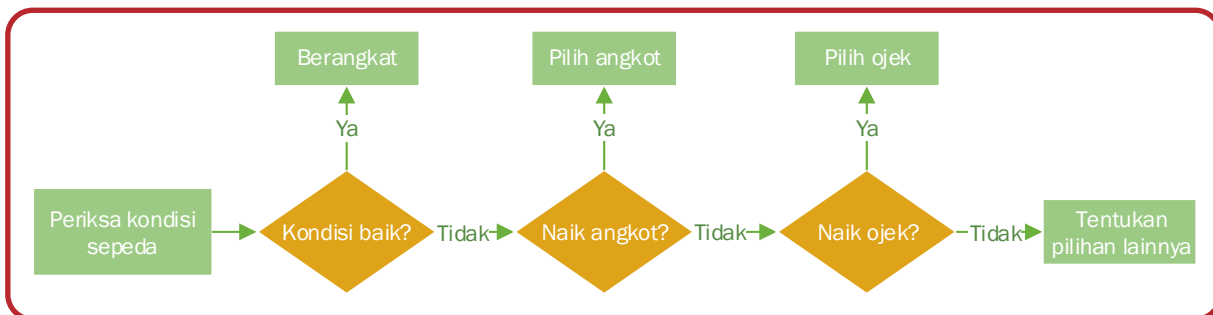 Berangkat
Pilih angkot
Pilih ojek
Ya
Ya
Ya
Periksa kondisi
sepeda
Kondisi baik?
Tidak
Naik angkot?
Tidak
Naik ojek?
Tidak
Tentukan
pilihan lainnya